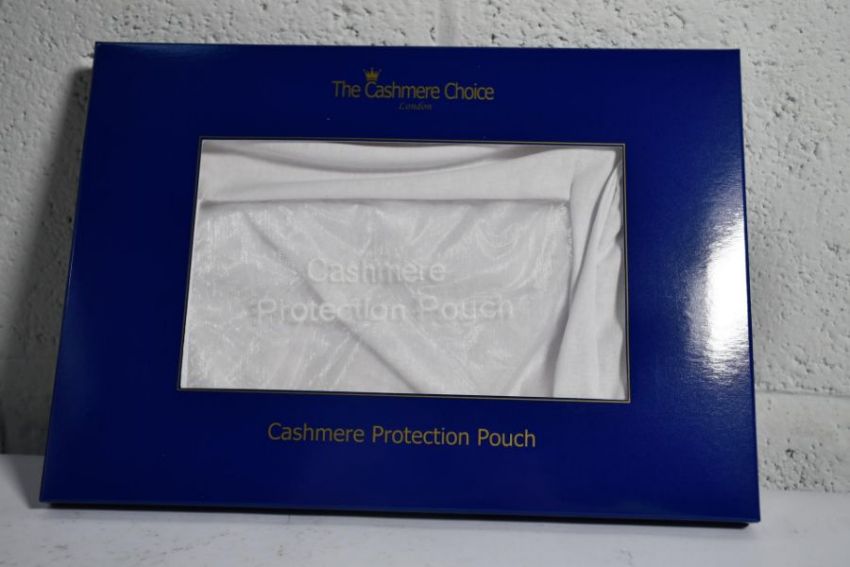 The Cashmere Choice
London
Cashmere
Protection Pouch
Cashmere Protection Pouch